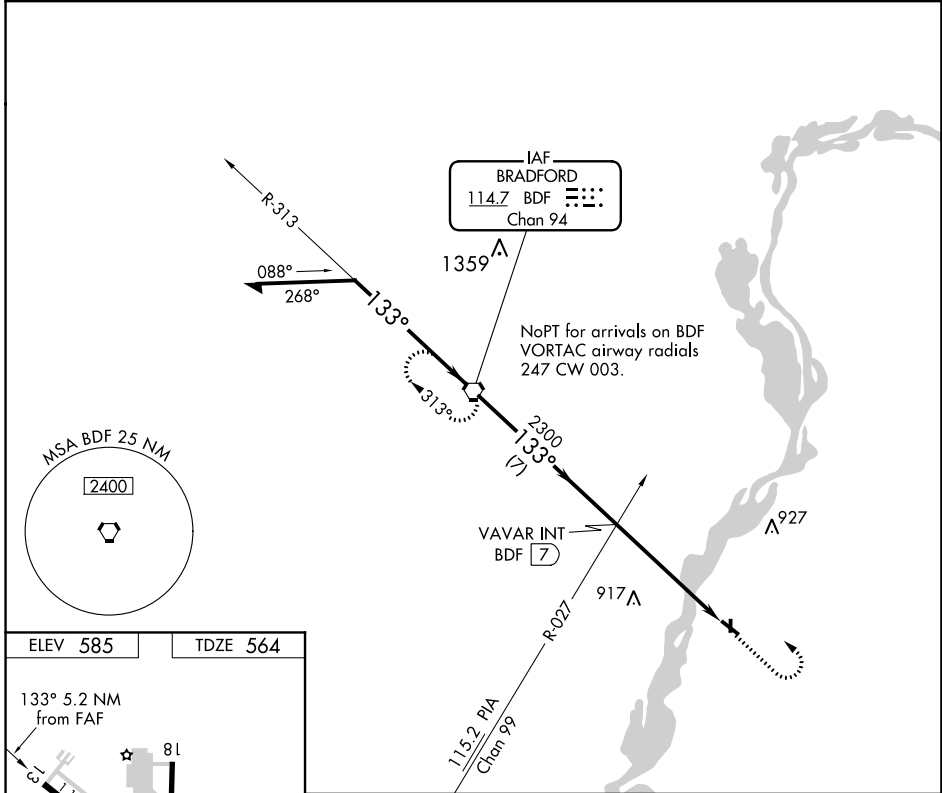 IAF
BRADFORD
114.7 BDF
Chan 94
R-313
1359
088°
268°
133°
NoPT for arrivals on BDF
VORTAC airway radials
247 CW 003.
313°
2300
133°
(7)
MSA BDF 25 NM
2400
VAVAR INT
BDF 7
927
917
R-027
115.2 PIA
Chan 99
ELEV 585
TDZE 564
133° 5.2 NM
from FAF
18
13